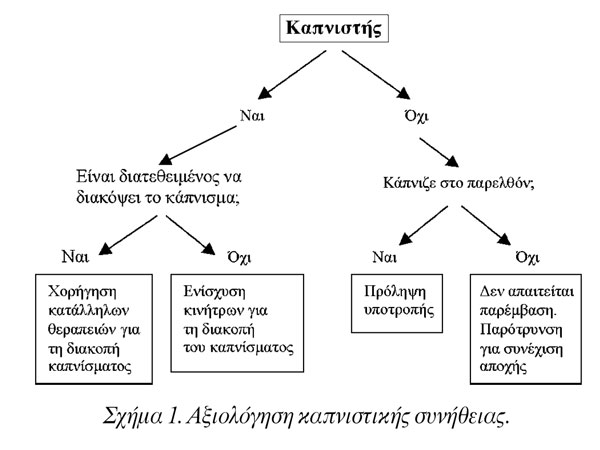 Καπνιστής
Ναι
Όχι
Είναι διατεθειμένος να
διακόψει το κάπνισμα;
Κάπνιζε στο παρελθόν;
Ναι
Όχι
Ναι
Όχι
Χορήγηση
κατάλληλων
θεραπειών για
τη διακοπή
καπνίσματος
Ενίσχυση
κινήτρων για
τη διακοπή
του καπνίσματος
Πρόληψη
υποτροπής
Δεν απαιτείται
παρέμβαση.
Παρότρυνση
για συνέχιση
αποχής
Σχήμα 1. Αξιολόγηση καπνιστικής συνήθειας.